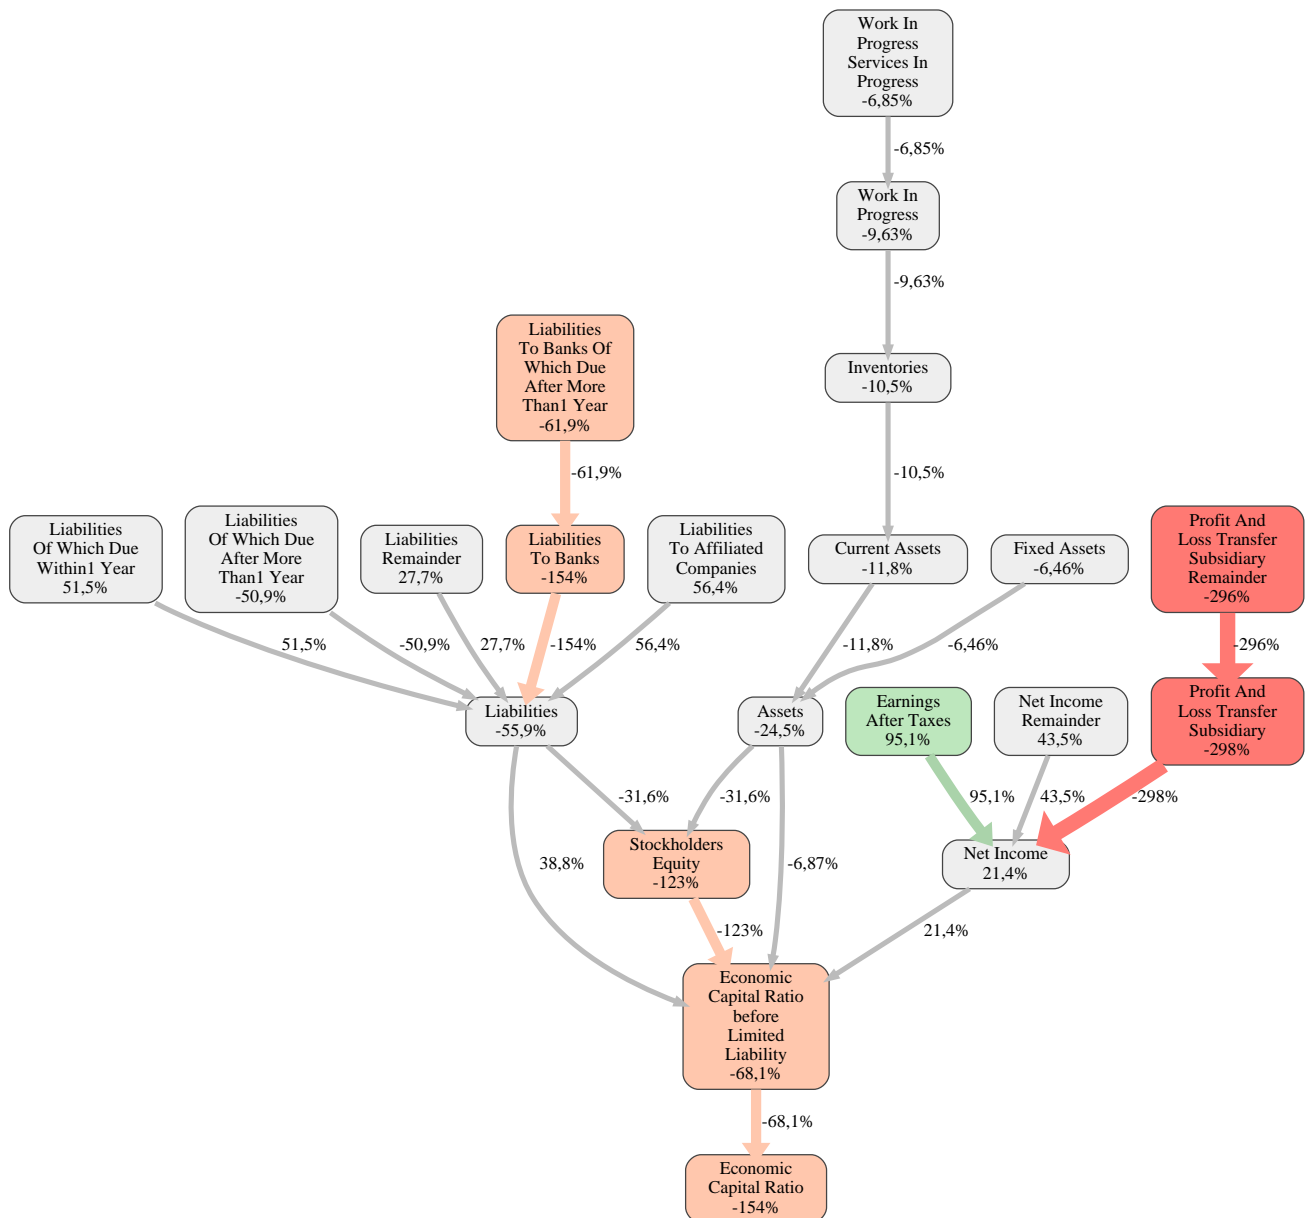 Work In
Progress
Services In
Progress
-6,85%
-6,85%
Work In
Progress
-9,63%
-9,63%
Liabilities
To Banks Of
Which Due
After More
Than1 Year
-61,9%
Inventories
-10,5%
-61,9%
-10,5%
Liabilities
Of Which Due
Within1 Year
51,5%
Liabilities
Of Which Due
After More
Than1 Year
-50,9%
Liabilities
Remainder
27,7%
Liabilities
To Banks
-154%
Liabilities
To Affiliated
Companies
56,4%
Current Assets
-11,8%
Fixed Assets
-6,46%
Profit And
Loss Transfer
Subsidiary
Remainder
-296%
51,5%
-50,9%
27,7%
-154%
56,4%
-11,8%
-6,46%
-296%
Liabilities
-55,9%
Assets
-24,5%
Earnings
After Taxes
95,1%
Net Income
Remainder
43,5%
Profit And
Loss Transfer
Subsidiary
-298%
-31,6%
-31,6%
95,1%
43,5%
-298%
38,8%
Stockholders
Equity
-123%
-6,87%
Net Income
21,4%
-123%
21,4%
Economic
Capital Ratio
before
Limited
Liability
-68,1%
-68,1%
Economic
Capital Ratio
-154%